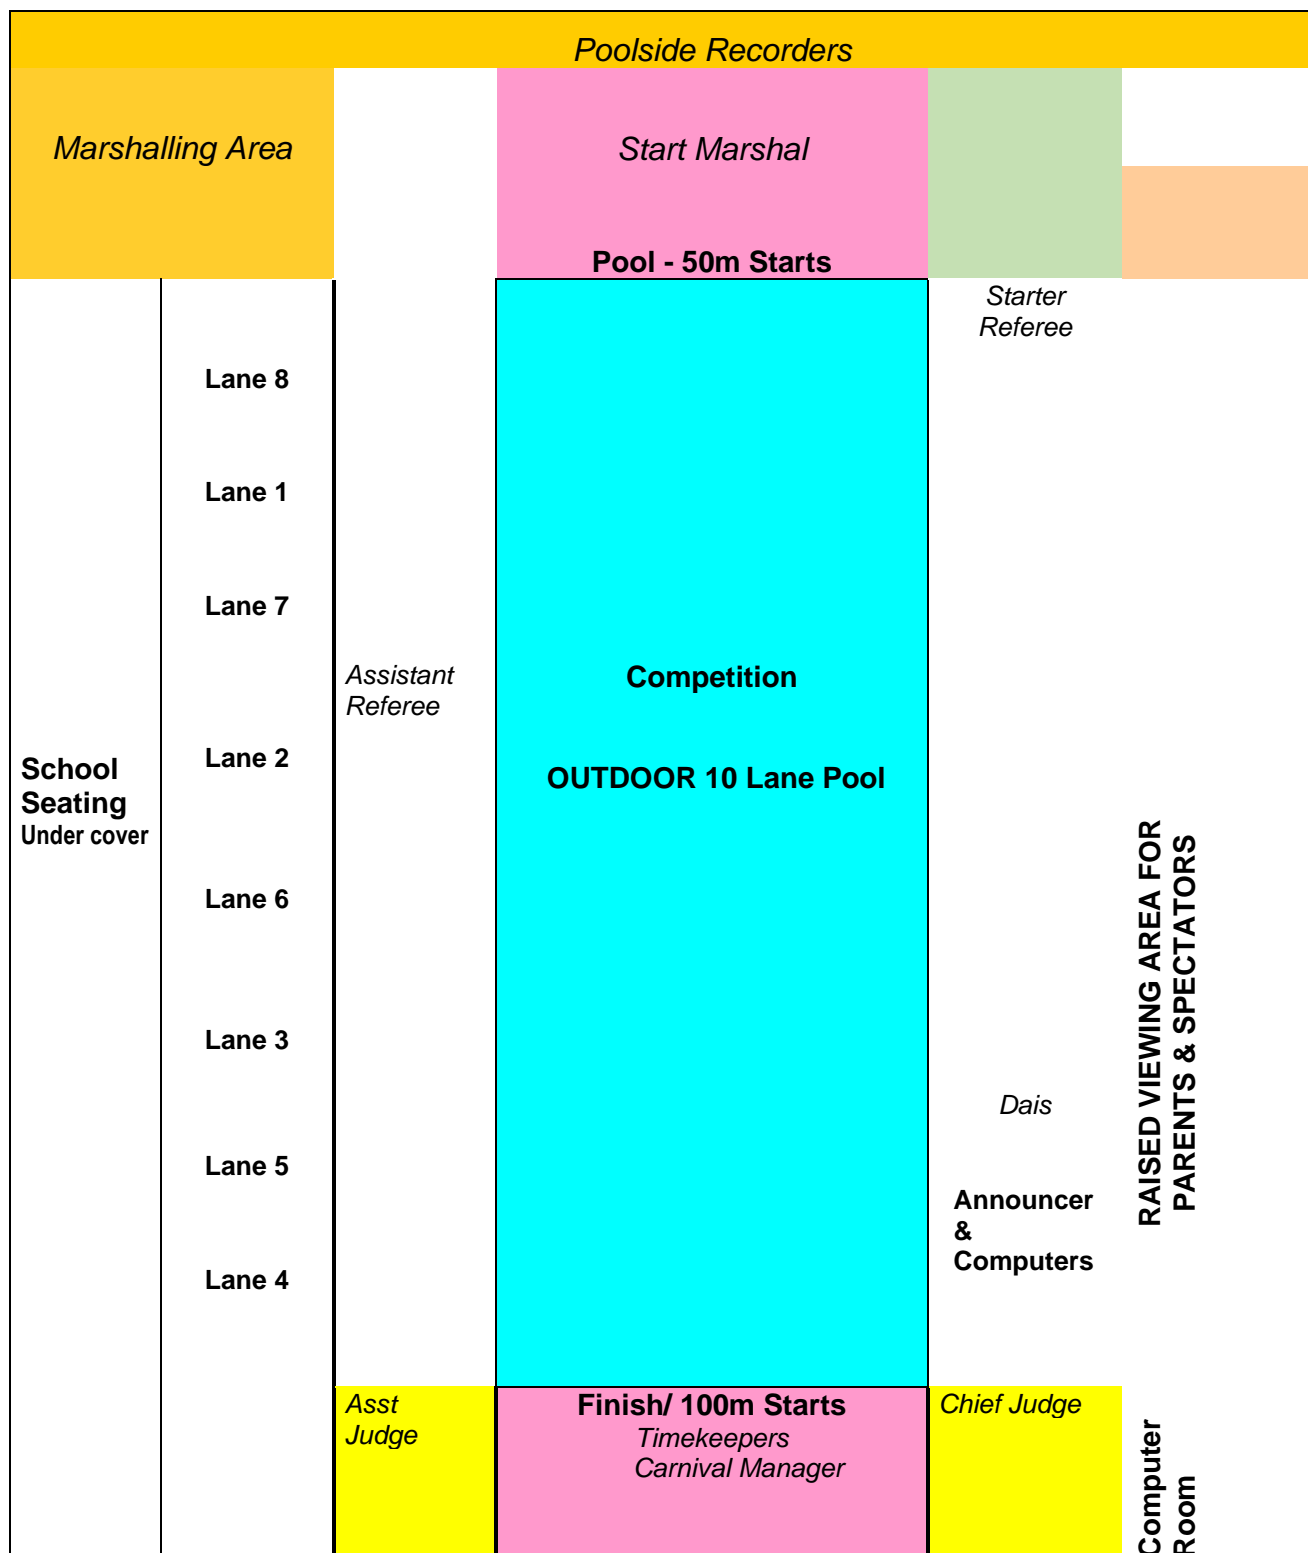 Poolside Recorders
Marshalling Area
Start Marshal
Pool - 50m Starts
Starter
Referee
Lane 8
Lane 1
Lane 7
Assistant
Referee
Competition
School
Seating
Under cover
Lane 2
OUTDOOR 10 Lane Pool
Lane 6
Lane 3
Dais
Lane 5
Announcer
&
Computers
Lane 4
RAISED VIEWING AREA FOR
PARENTS & SPECTATORS
Asst
Judge
Finish/ 100m Starts
Timekeepers
Carnival Manager
Chief Judge
Computer
Room